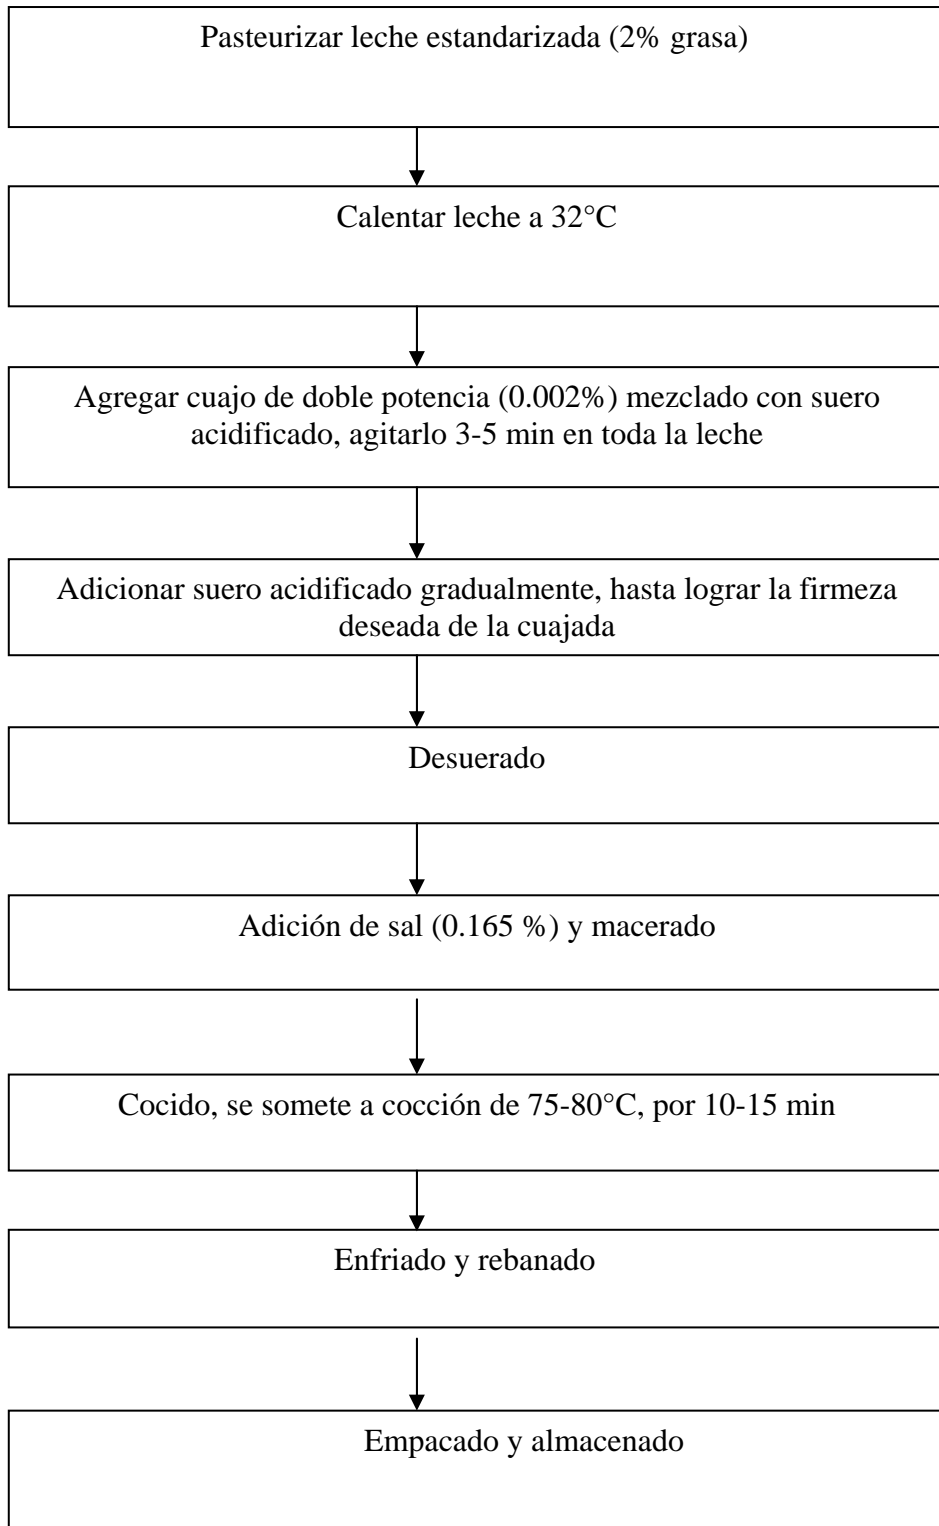 Pasteurizar leche estandarizada (2% grasa)
Calentar leche a 32°C
Agregar cuajo de doble potencia (0.002%) mezclado con suero
acidificado, agitarlo 3-5 min en toda la leche
Adicionar suero acidificado gradualmente, hasta lograr la firmeza
deseada de la cuajada
Desuerado
Adición de sal (0.165 %) y macerado
Cocido, se somete a cocción de 75-80°C, por 10-15 min
Enfriado y rebanado
Empacado y almacenado